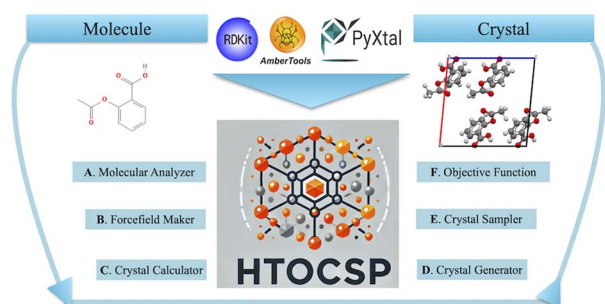 Molecule
RDKit
AmberTools
PyXtal
Crystal
H
O
O
O
O
A. Molecular Analyzer
B. Forcefield Maker
C. Crystal Calculator
HTOCSP
F. Objective Function
E. Crystal Sampler
D. Crystal Generator